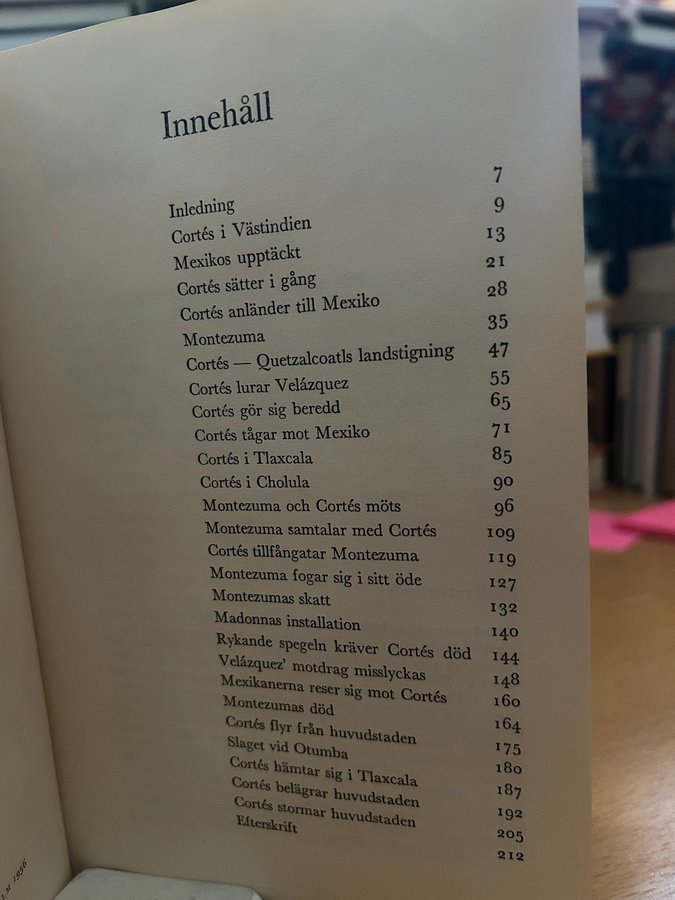 Innehåll
Inledning 7
Cortés i Västindien 9
Mexikos upptäckt 13
Cortés sätter i gång 21
Cortés anländer till Mexiko 28
Montezuma 35
Cortés — Quetzalcoatls landstigning 47
Cortés lurar Velázquez 55
Cortés gör sig beredd 65
Cortés tågar mot Mexiko 71
Cortés i Tlaxcala 85
Cortés i Cholula 90
Montezuma och Cortés möts 96
Montezuma samtalar med Cortés 109
Cortés tillfångatar Montezuma 119
Montezuma fogar sig i sitt öde 127
Montezumas skatt 132
Madonnas installation 140
Rykande spegeln kräver Cortés död 144
Velázquez’ motdrag misslyckas 148
Mexikanerna reser sig mot Cortés 160
Montezumas död 164
Cortés flyr från huvudstaden 175
Slaget vid Otumba 180
Cortés hämtar sig i Tlaxcala 187
Cortés belägrar huvudstaden 192
Cortés stormar huvudstaden 205
Efterskrift 212
1956